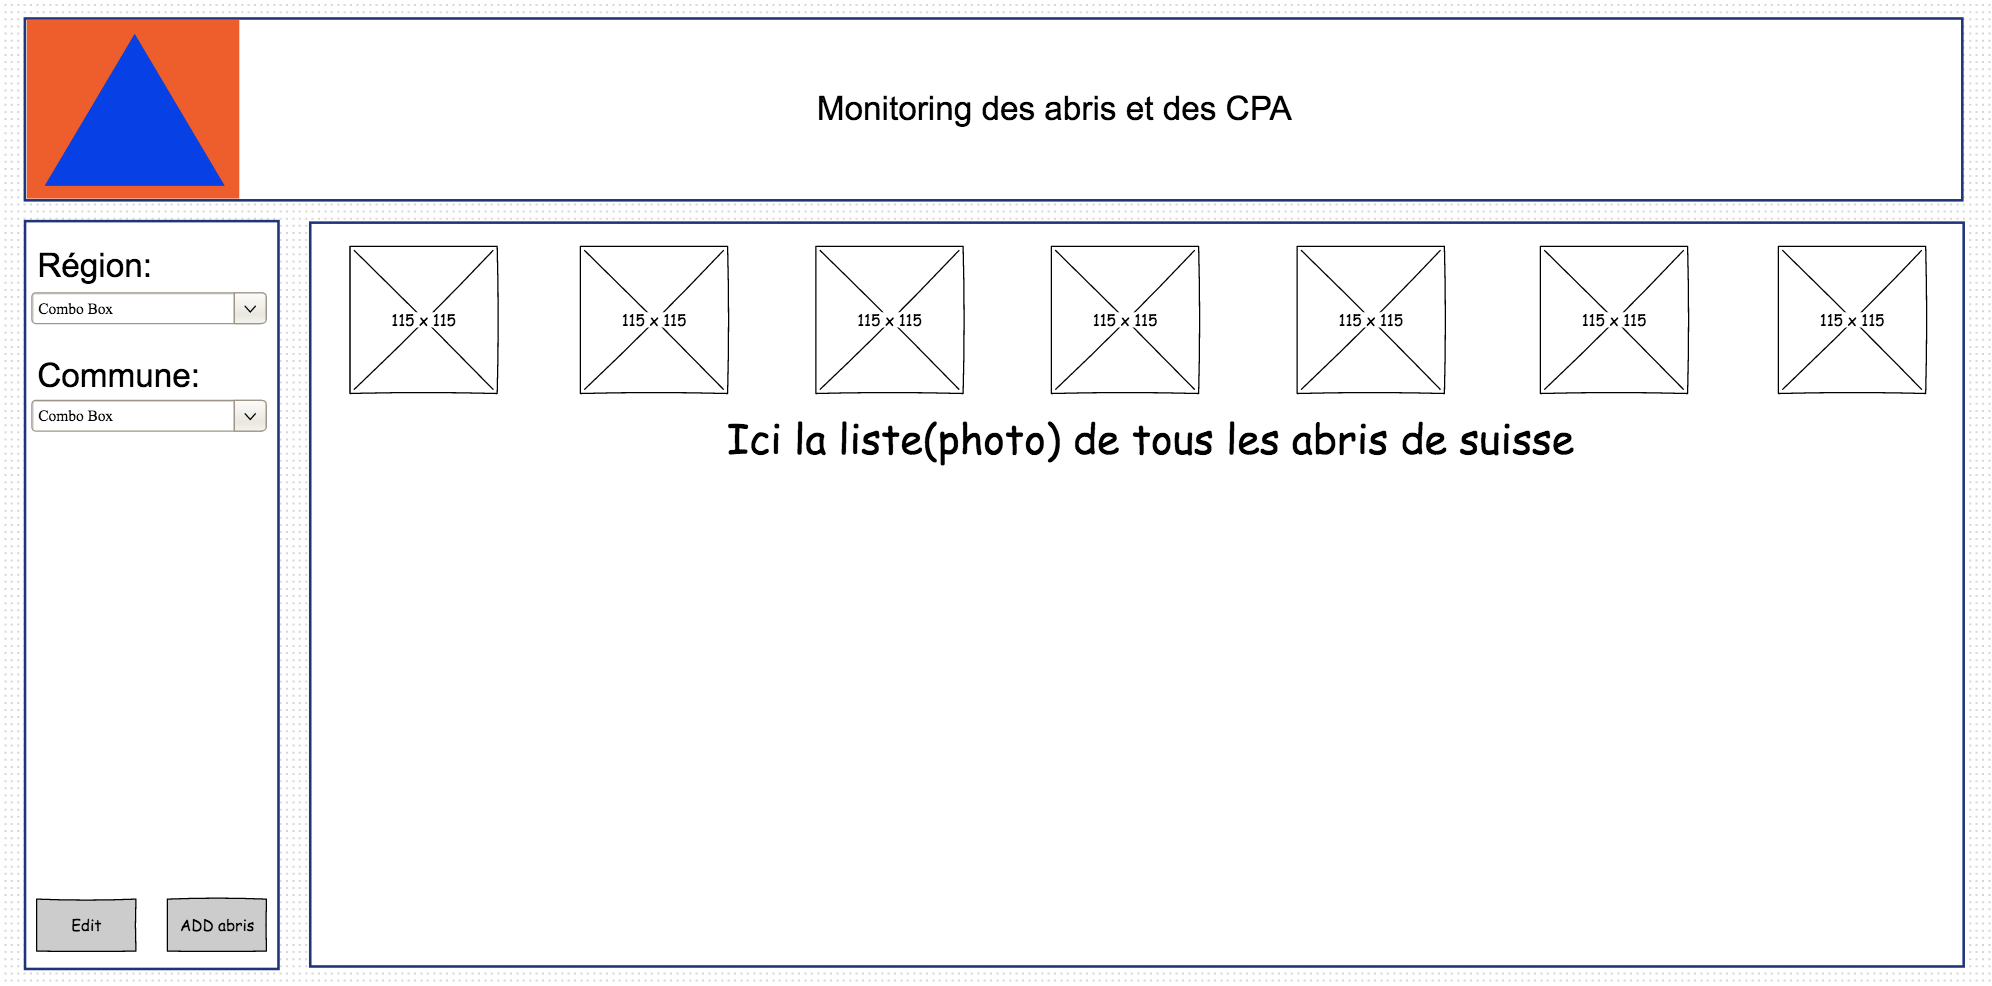 Monitoring des abris et des CPA
Région:
Combo Box
Commune:
Combo Box
Edit
ADD abris
115 x 115
115 x 115
115 x 115
115 x 115
115 x 115
115 x 115
115 x 115
Ici la liste(photo) de tous les abris de suisse